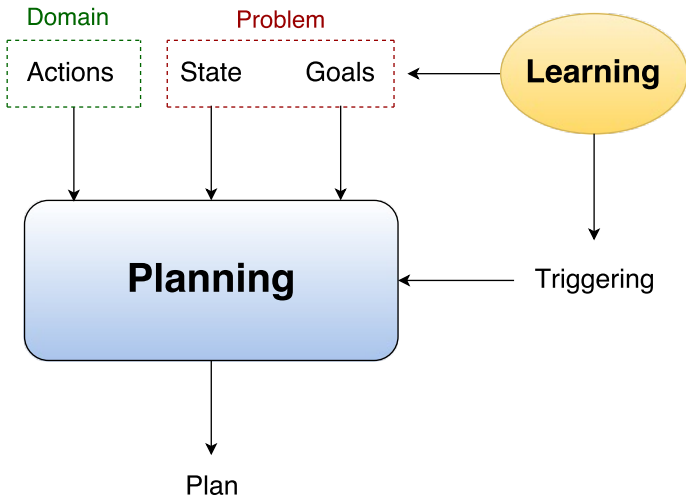 Domain
Problem
Actions
State
Goals
Learning
Planning
Triggering
Plan